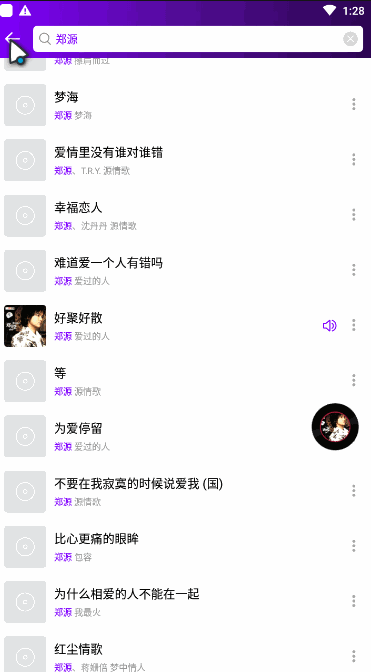 1:28
郑源
郑源 擦肩而过
梦海
郑源 梦海
爱情里没有谁对谁错
郑源、T.R.Y. 源情歌
幸福恋人
郑源、沈丹丹 源情歌
难道爱一个人有错吗
郑源 爱过的人
好聚好散
郑源 爱过的人
等
郑源 源情歌
为爱停留
郑源 爱过的人
不要在我寂寞的时候说爱我 (国)
郑源 源情歌
比心更痛的眼眸
郑源 包容
为什么相爱的人不能在一起
郑源 我最火
红尘情歌
郑源、蒋姗倍 梦中情人